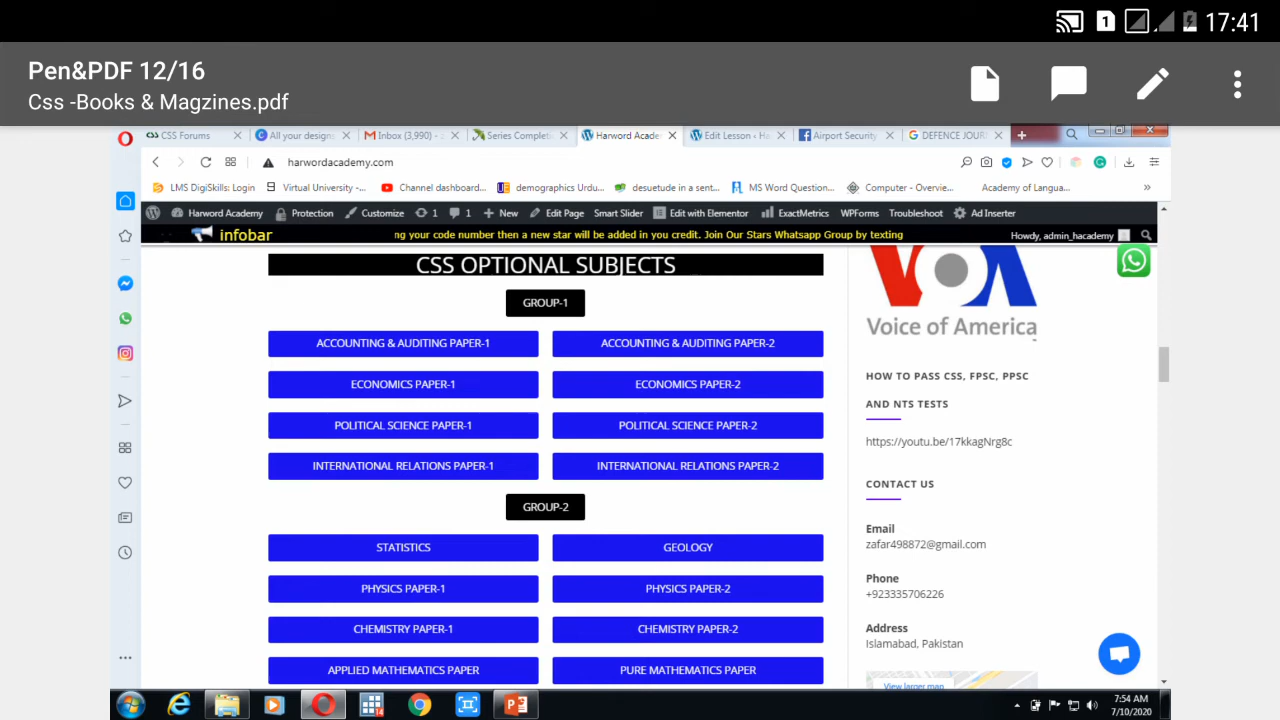 1
17:41
Pen&PDF 12/16
Css -Books & Magzines.pdf
CSS Forums
All your design
Inbox (3,990) -
Series Complet
Harword Acade
Edit Lesson ‹ Ha
Airport Security
DEFENCE JOUR
harwordacademy.com
LMS DigiSkills: Login
Virtual University -...
Channel dashboard...
demographics Urdu...
desuetude in a sent...
MS Word Question...
Computer - Overvie...
Academy of Langua...
»
Harword Academy
Protection
Customize
1
1
New
Edit Page
Smart Slider
Edit with Elementor
ExactMetrics
WPForms
Troubleshoot
Ad Inserter
Howdy, admin_hacademy
infobar
ng your code number then a new star will be added in you credit. Join Our Stars Whatsapp Group by texting
CSS OPTIONAL SUBJECTS
GROUP-1
ACCOUNTING & AUDITING PAPER-1
ACCOUNTING & AUDITING PAPER-2
ECONOMICS PAPER-1
ECONOMICS PAPER-2
POLITICAL SCIENCE PAPER-1
POLITICAL SCIENCE PAPER-2
INTERNATIONAL RELATIONS PAPER-1
INTERNATIONAL RELATIONS PAPER-2
GROUP-2
STATISTICS
GEOLOGY
PHYSICS PAPER-1
PHYSICS PAPER-2
CHEMISTRY PAPER-1
CHEMISTRY PAPER-2
APPLIED MATHEMATICS PAPER
PURE MATHEMATICS PAPER
VOA
Voice of America
HOW TO PASS CSS, FPSC, PPSC
AND NTS TESTS
https://youtu.be/17kkagNrg8c
CONTACT US
Email
zafar498872@gmail.com
Phone
+923335706226
Address
Islamabad, Pakistan
View larger map
7:54 AM
7/10/2020